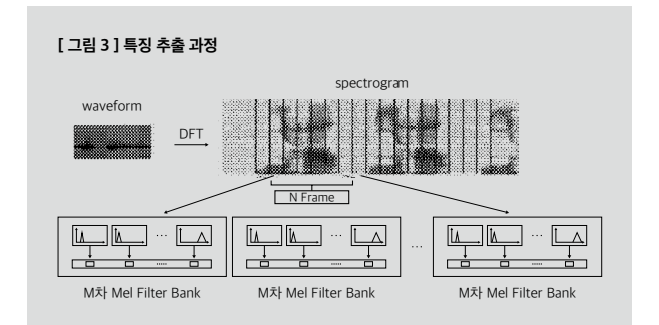 [ 그림 3 ] 특징 추출 과정
spectrogram
waveform
DFT
N Frame
...
...
...
...
.....
.....
.....
M차 Mel Filter Bank
M차 Mel Filter Bank
M차 Mel Filter Bank